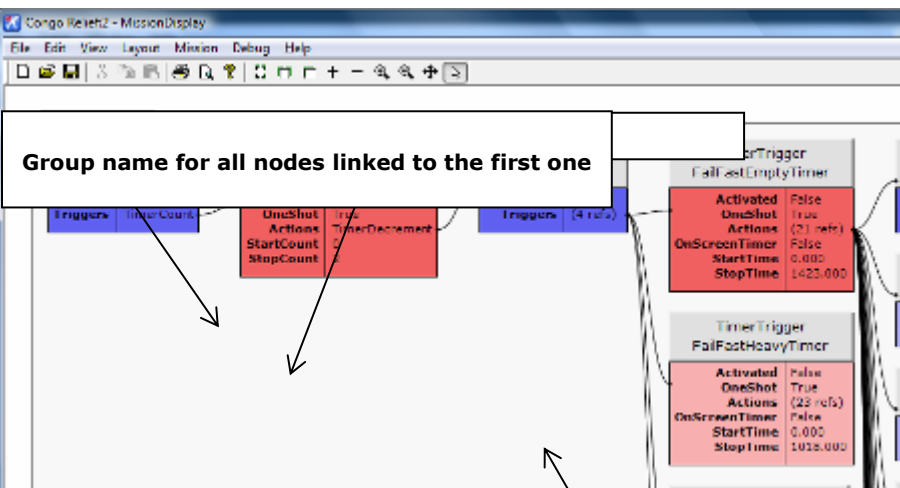 Congo Relief2 - MissionDisplay
File Edit View Layout Mission Debug Help
Group name for all nodes linked to the first one
Triggers TimerCount
OneShot True
Actions TimerDecrement
StartCount
StopCount
Triggers (4 refs)
FailFastEmptyTimer
Activated False
OneShot True
Actions (21 refs)
OnScreenTimer False
StartTime 0.000
StopTime 1423.000
TimerTrigger
FailFastHeavyTimer
Activated False
OneShot True
Actions (23 refs)
OnScreenTimer False
StartTime 0.000
StopTime 1018.000